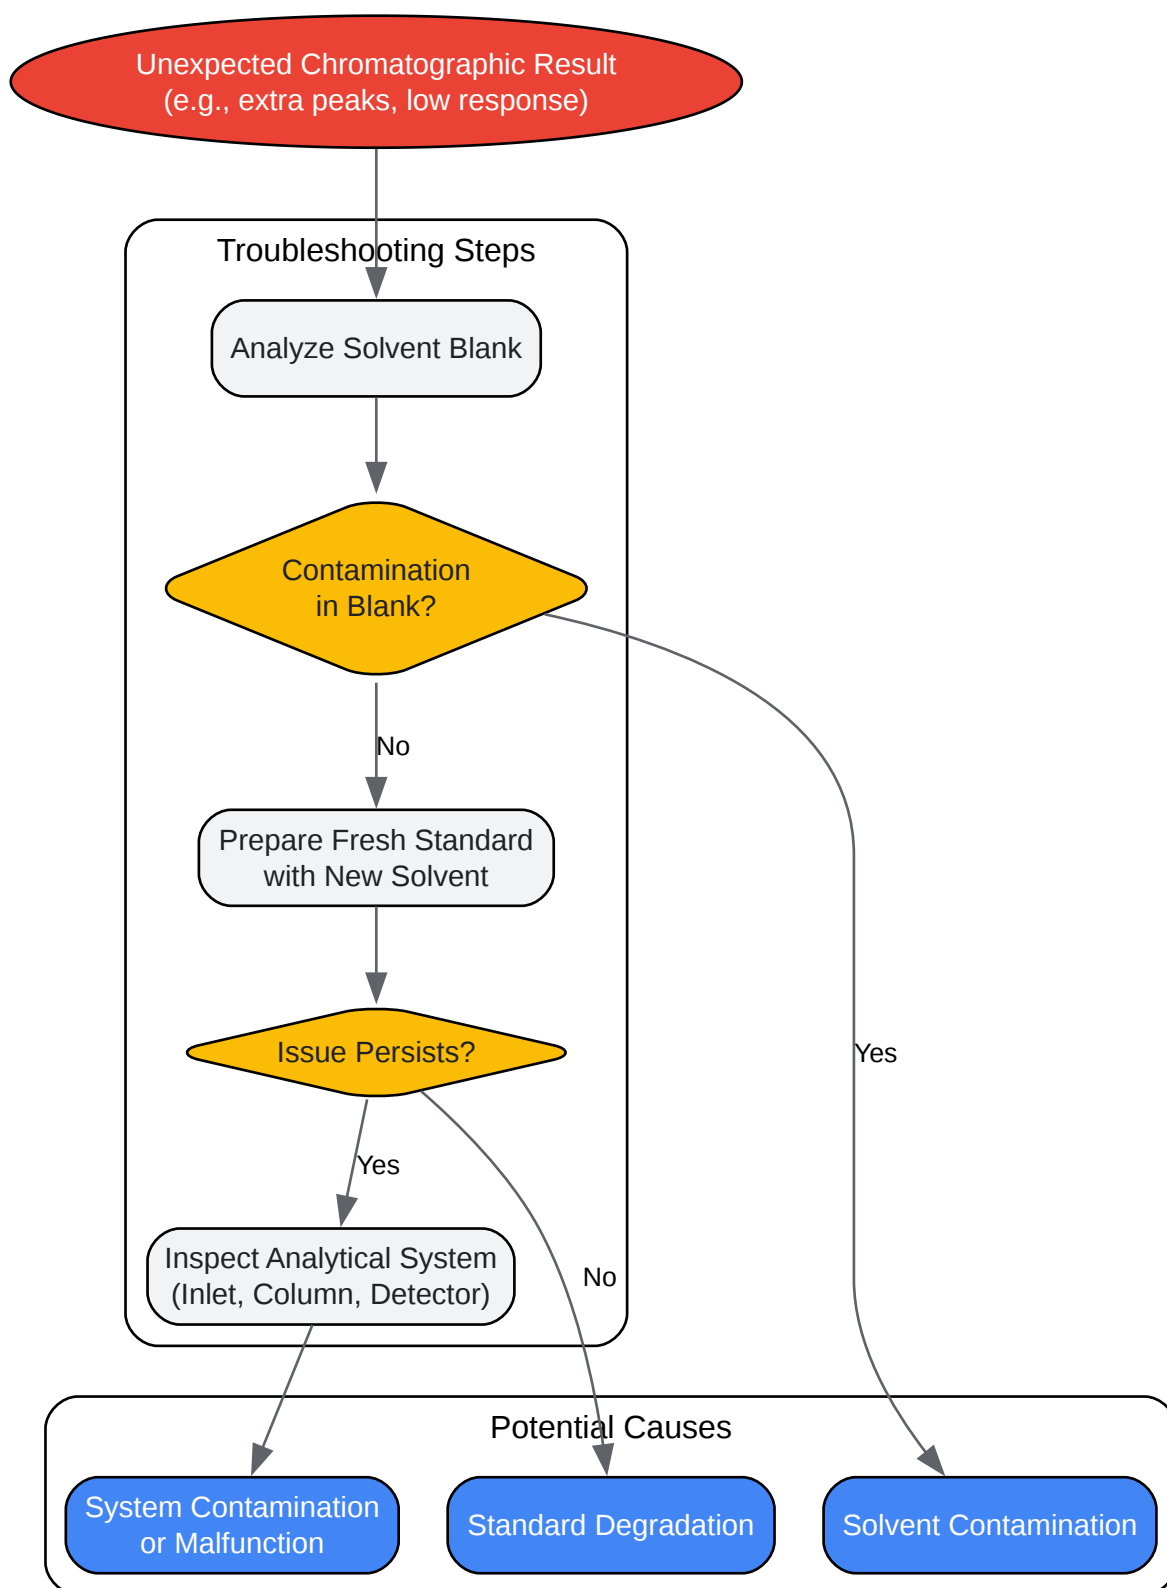 Unexpected Chromatographic Result
(e.g., extra peaks, low response)
Troubleshooting Steps
Analyze Solvent Blank
Contamination
in Blank?
No
Prepare Fresh Standard
with New Solvent
Issue Persists?
Yes
Yes
Inspect Analytical System
(Inlet, Column, Detector)
No
Potential Causes
System Contamination
or Malfunction
Standard Degradation
Solvent Contamination